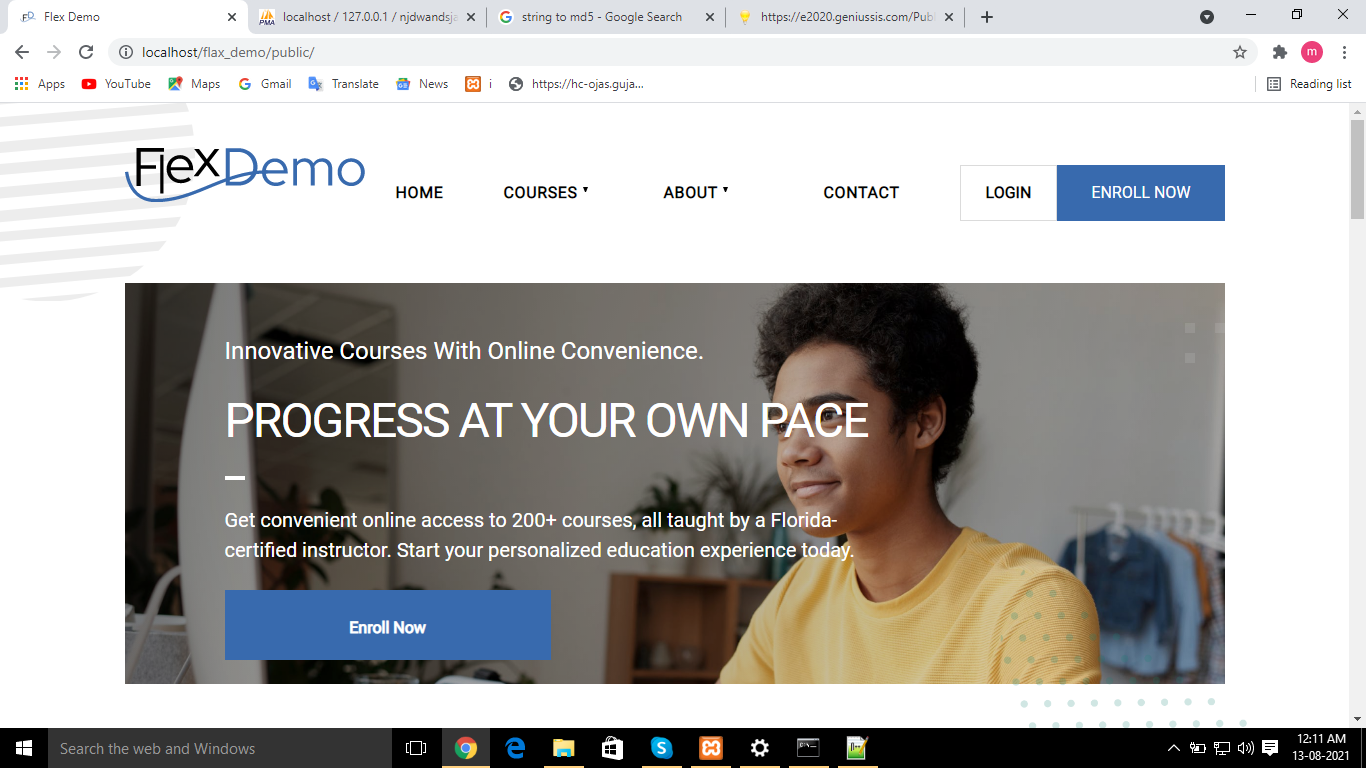 Flex Demo
localhost / 127.0.0.1 / njdwandsja
string to md5 - Google Search
https://e2020.geniussis.com/Publ
localhost/flax_demo/public/
m
Apps
YouTube
Maps
Gmail
Translate
News
i
https://hc-ojas.guja...
Reading list
FlexDemo
HOME
COURSES
ABOUT
CONTACT
LOGIN
ENROLL NOW
Innovative Courses With Online Convenience.
PROGRESS AT YOUR OWN PACE
Get convenient online access to 200+ courses, all taught by a Florida-
certified instructor. Start your personalized education experience today.
Enroll Now
Search the web and Windows
12:11 AM
13-08-2021